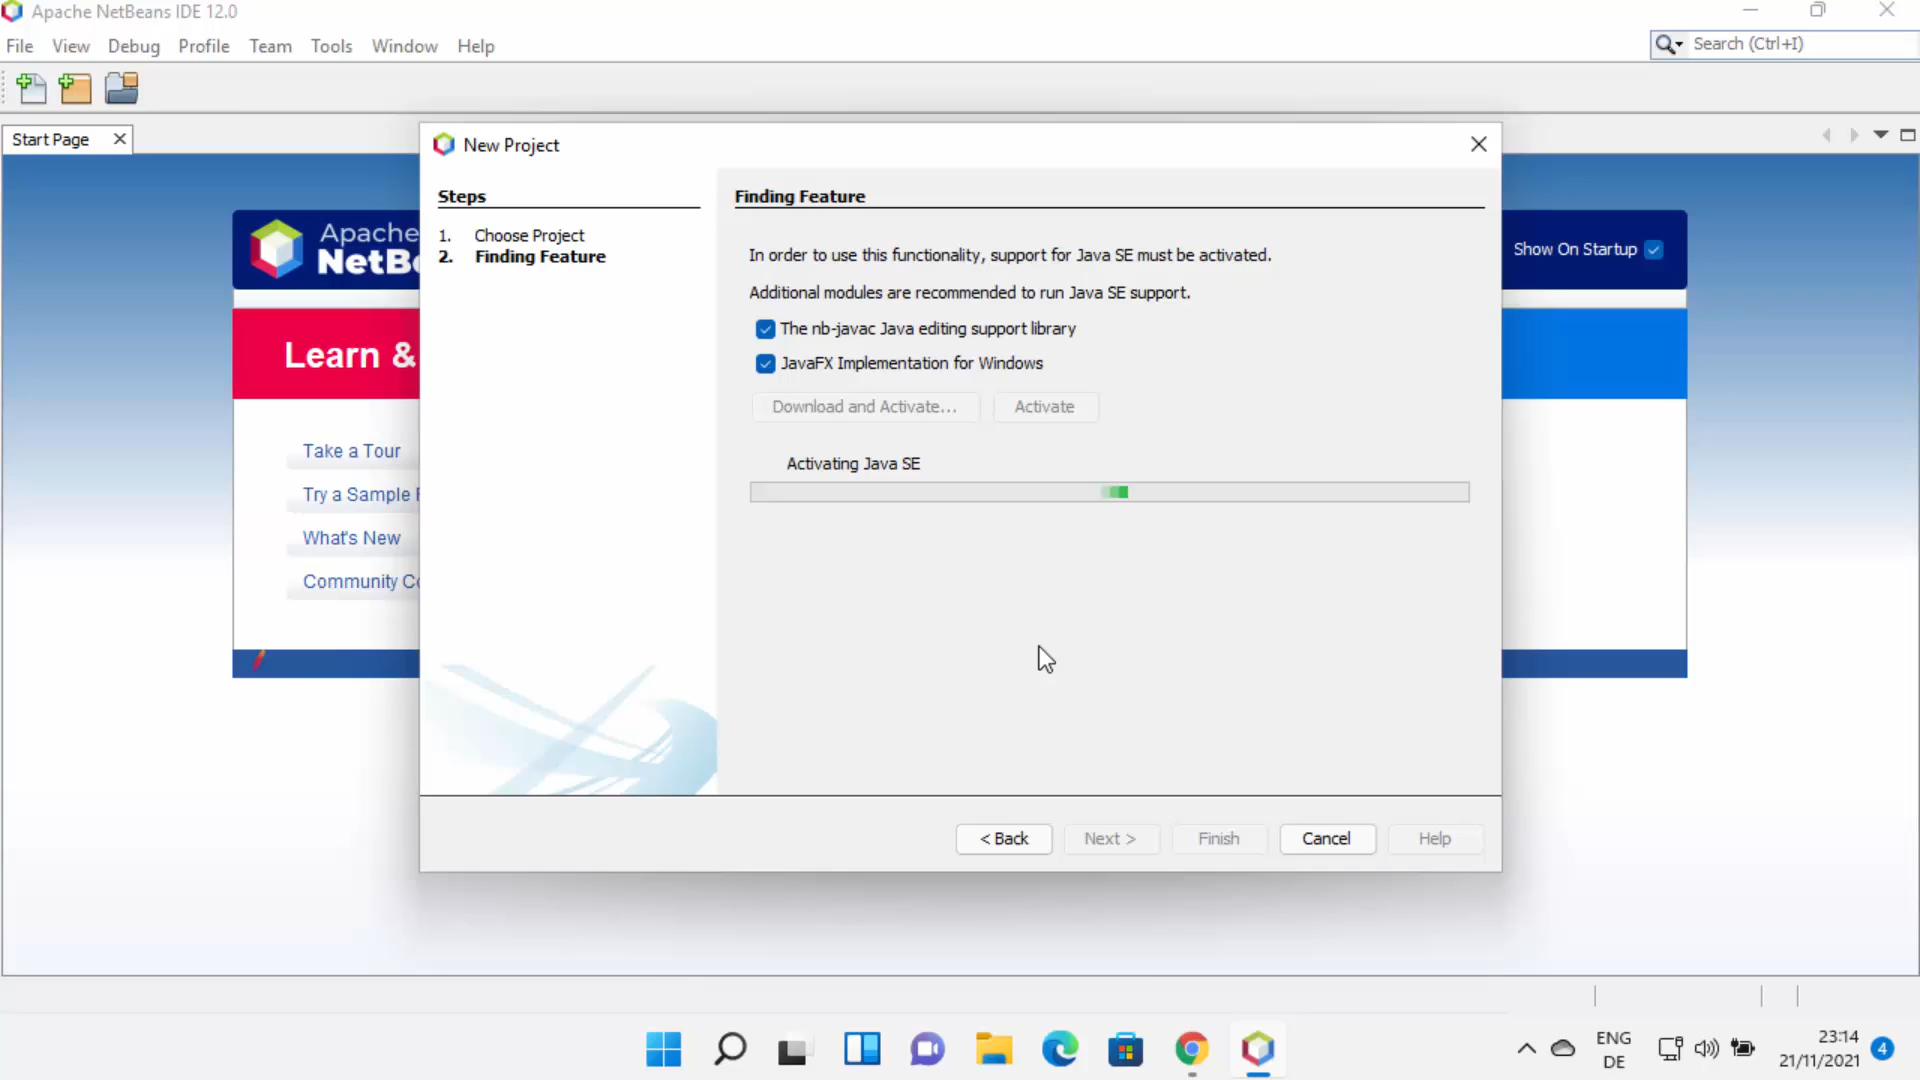 Apache NetBeans IDE 12.0
File View Debug Profile Team Tools Window Help
Search (Ctrl+I)
Start Page
New Project
Steps
1. Choose Project
2. Finding Feature
Finding Feature
In order to use this functionality, support for Java SE must be activated.
Additional modules are recommended to run Java SE support.
The nb-javac Java editing support library
JavaFX Implementation for Windows
Download and Activate... Activate
Activating Java SE
< Back Next > Finish Cancel Help
Apache
NetB
Show On Startup
Learn &
Take a Tour
Try a Sample
What's New
Community
ENG
DE
23:14
21/11/2021
4